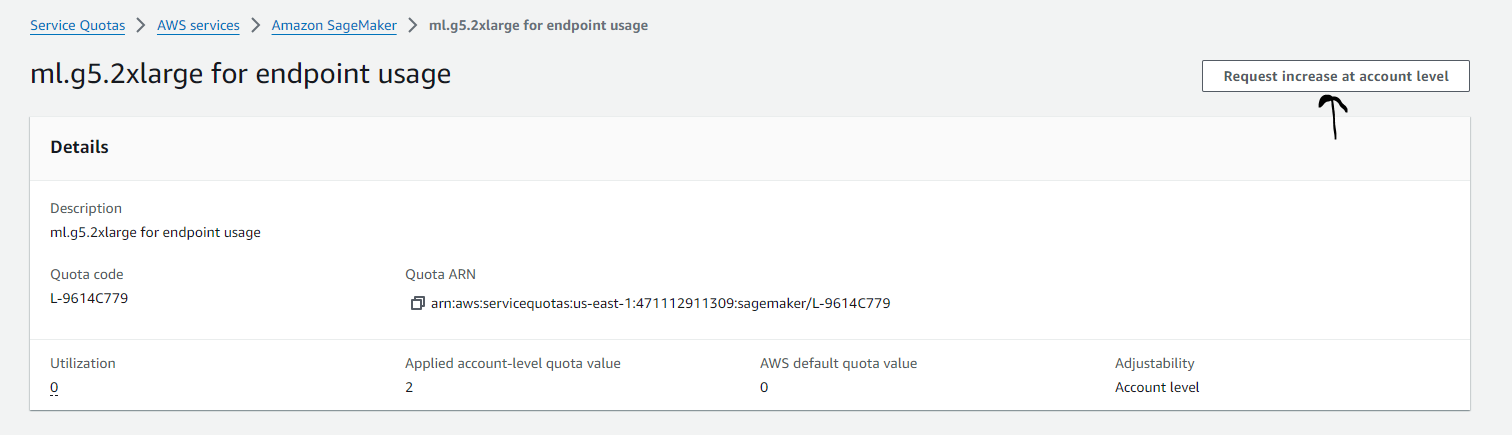 Service Quotas > AWS services > Amazon SageMaker > ml.g5.2xlarge for endpoint usage
ml.g5.2xlarge for endpoint usage
Request increase at account level
Details
Description
ml.g5.2xlarge for endpoint usage
Quota code
L-9614C779
Quota ARN
arn:aws:servicequotas:us-east-1:471112911309:sagemaker/L-9614C779
Utilization
0
Applied account-level quota value
2
AWS default quota value
0
Adjustability
Account level